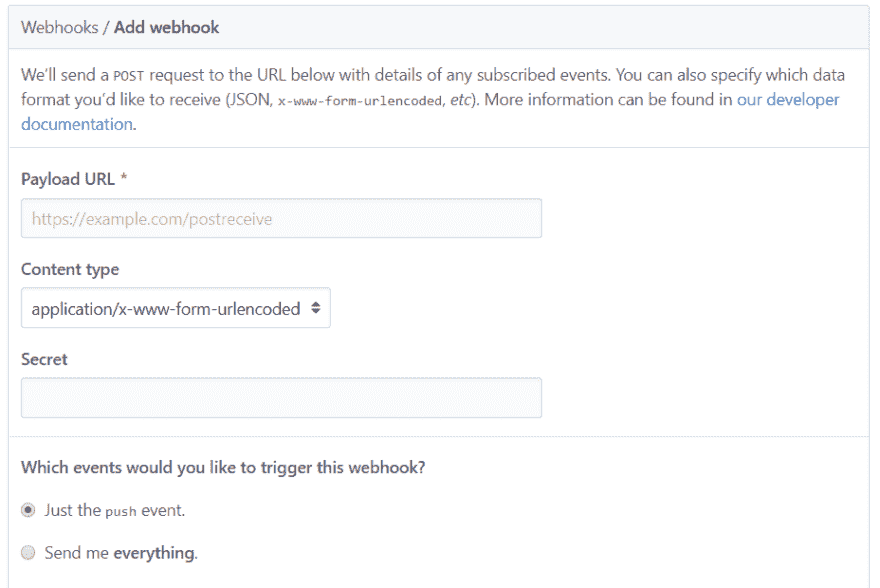 Webhooks / Add webhook
We'll send a POST request to the URL below with details of any subscribed events. You can also specify which data
format you'd like to receive (JSON, x-www-form-urlencoded, etc). More information can be found in our developer
documentation.
Payload URL *
https://example.com/postreceive
Content type
application/x-www-form-urlencoded
Secret
Which events would you like to trigger this webhook?
Just the push event.
Send me everything.